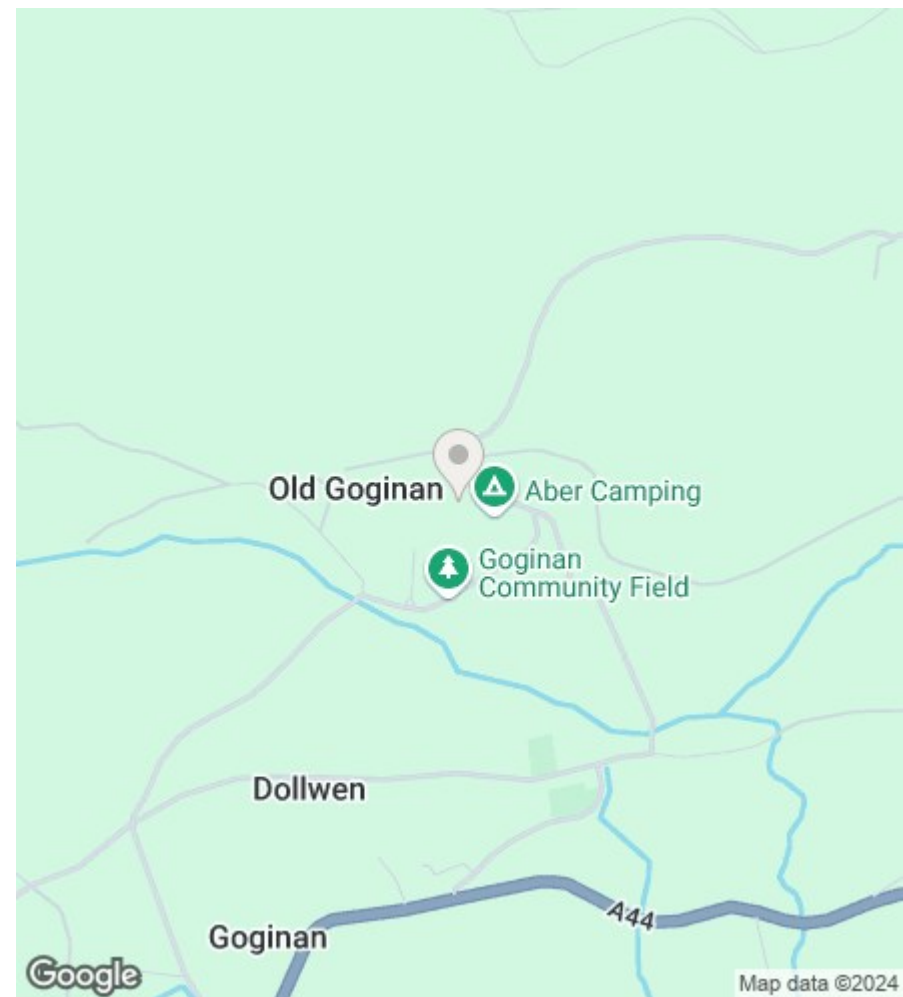 Old Goginan
Aber Camping
Goginan
Community Field
Dollwen
A44
Goginan
Google
Map data ©2024